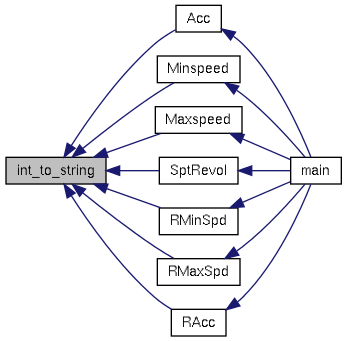 Acc
Minspeed
Maxspeed
int_to_string
SptRevol
main
RMinSpd
RMaxSpd
RAcc